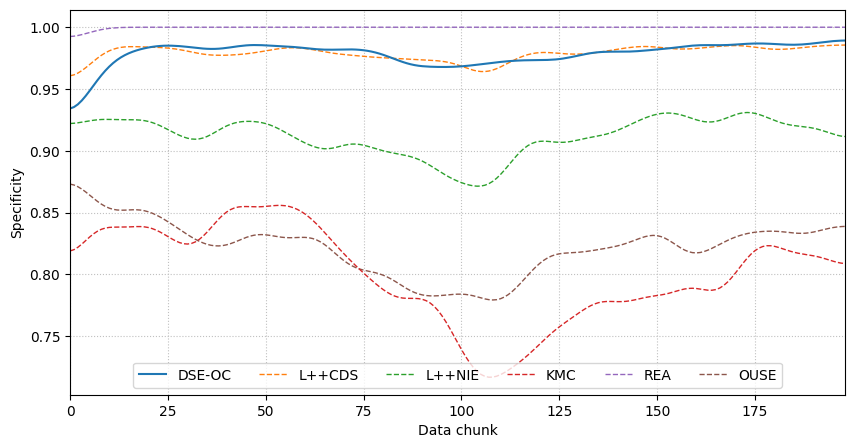 1.00
0.95
0.90
0.85
0.80
0.75
Specificity
DSE-OC L++CDS L++NIE KMC REA OUSE
0 25 50 75 100 125 150 175
Data chunk